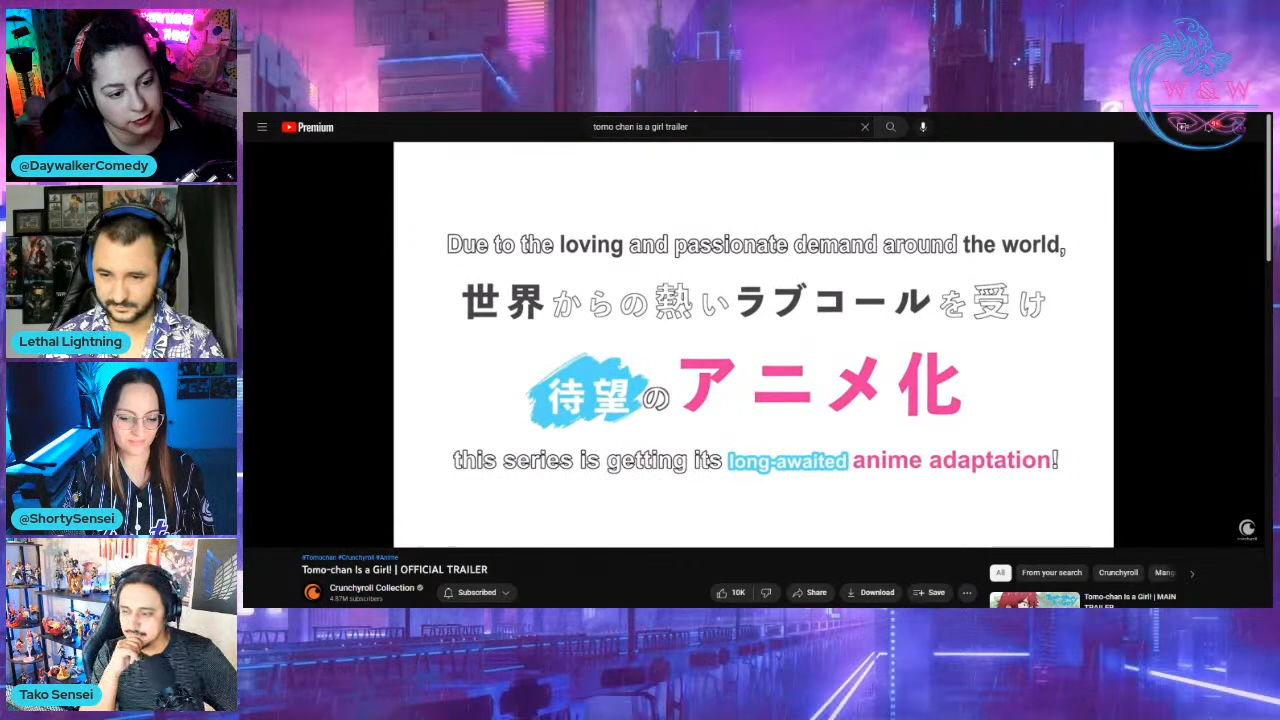 @DaywalkerComedy
Lethal Lightning
@ShortySensei
Tako Sensei
W & W
Premium
tomo chan is a girl trailer
Due to the loving and passionate demand around the world,
世界からの熱いラブコールを受け
待望のアニメ化
this series is getting its long-awaited anime adaptation!
#Tomochan #Crunchyroll #Anime
Tomo-chan Is a Girl! | OFFICIAL TRAILER
Crunchyroll Collection
4.87M subscribers
Subscribed
10K
Share
Download
Save
All
From your search
Crunchyroll
Mang
Tomo-chan Is a Girl! | MAIN
TRAILER